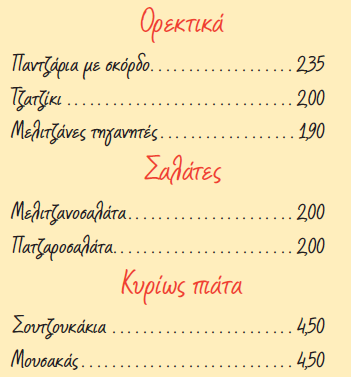 Ορεκτικά
Παντζάρια με σκόρδο..................2,35
Τζατζίκι ..............................2,00
Μελιτζάνες τηγανητές.................1,90
Σαλάτες
Μελιτζανοσαλάτα.....................2,00
Πατζαροσαλάτα.......................2,00
Κυρίως πιάτα
Σουτζουκάκια ........................4,50
Μουσακάς............................4,50